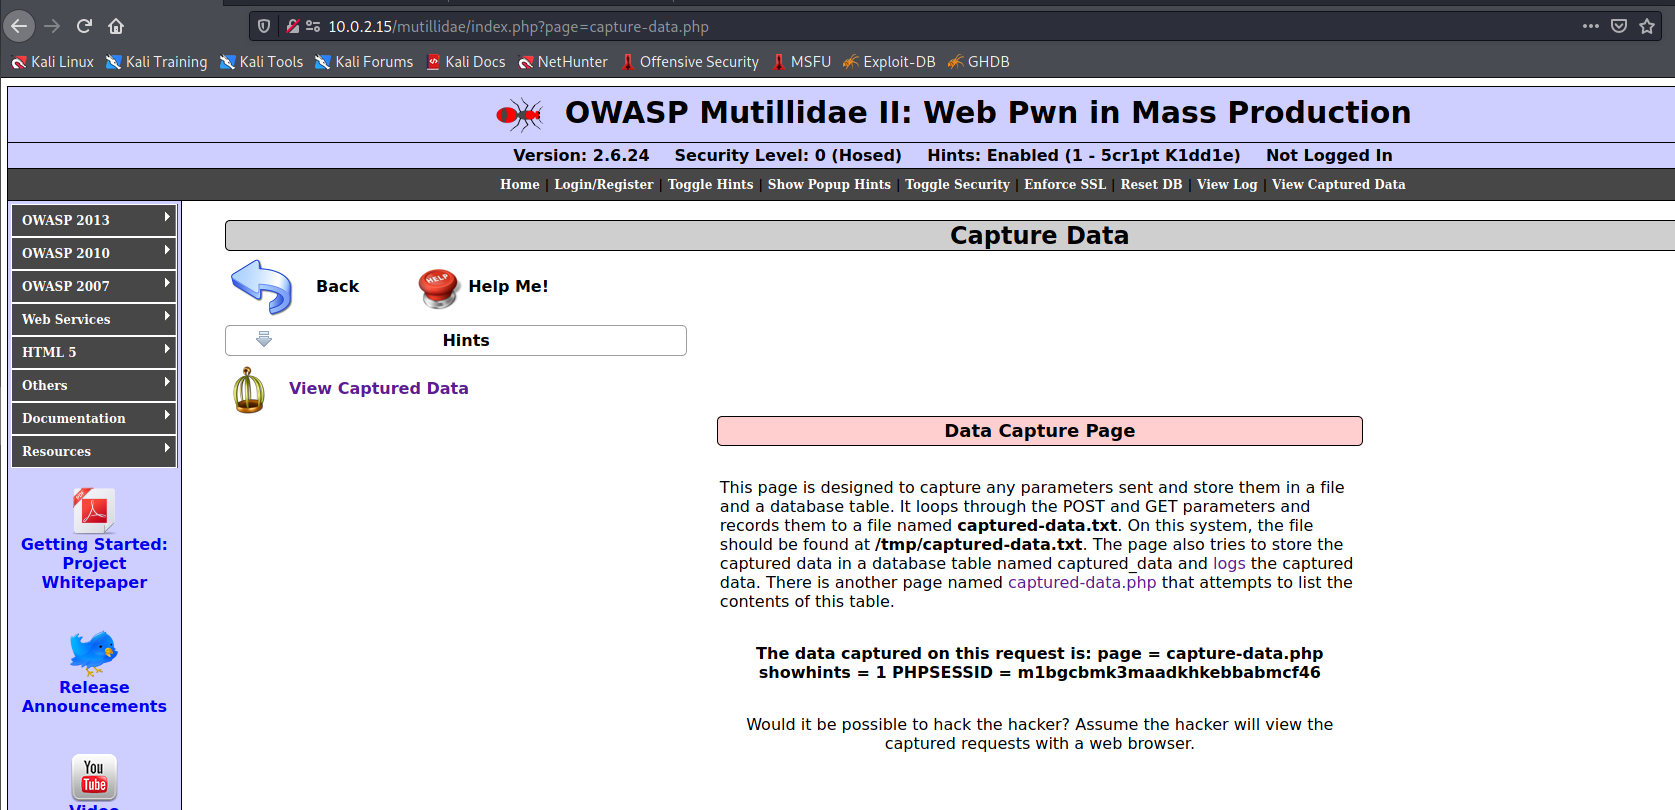 10.0.2.15/mutillidae/index.php?page=capture-data.php
Kali Linux Kali Training Kali Tools Kali Forums Kali Docs NetHunter Offensive Security MSFU Exploit-DB GHDB
OWASP Mutillidae II: Web Pwn in Mass Production
Version: 2.6.24 Security Level: 0 (Hosed) Hints: Enabled (1 - 5cr1pt K1dd1e) Not Logged In
Home | Login/Register | Toggle Hints | Show Popup Hints | Toggle Security | Enforce SSL | Reset DB | View Log | View Captured Data
OWASP 2013
OWASP 2010
OWASP 2007
Web Services
HTML 5
Others
Documentation
Resources
Getting Started:
Project
Whitepaper
Release
Announcements
You
Tube
Video
Capture Data
Back
HELP
Help Me!
Hints
View Captured Data
Data Capture Page
This page is designed to capture any parameters sent and store them in a file
and a database table. It loops through the POST and GET parameters and
records them to a file named captured-data.txt. On this system, the file
should be found at /tmp/captured-data.txt. The page also tries to store the
captured data in a database table named captured_data and logs the captured
data. There is another page named captured-data.php that attempts to list the
contents of this table.
The data captured on this request is: page = capture-data.php
showhints = 1 PHPSESSID = m1bgcbmk3maadkhkebbabmcf46
Would it be possible to hack the hacker? Assume the hacker will view the
captured requests with a web browser.